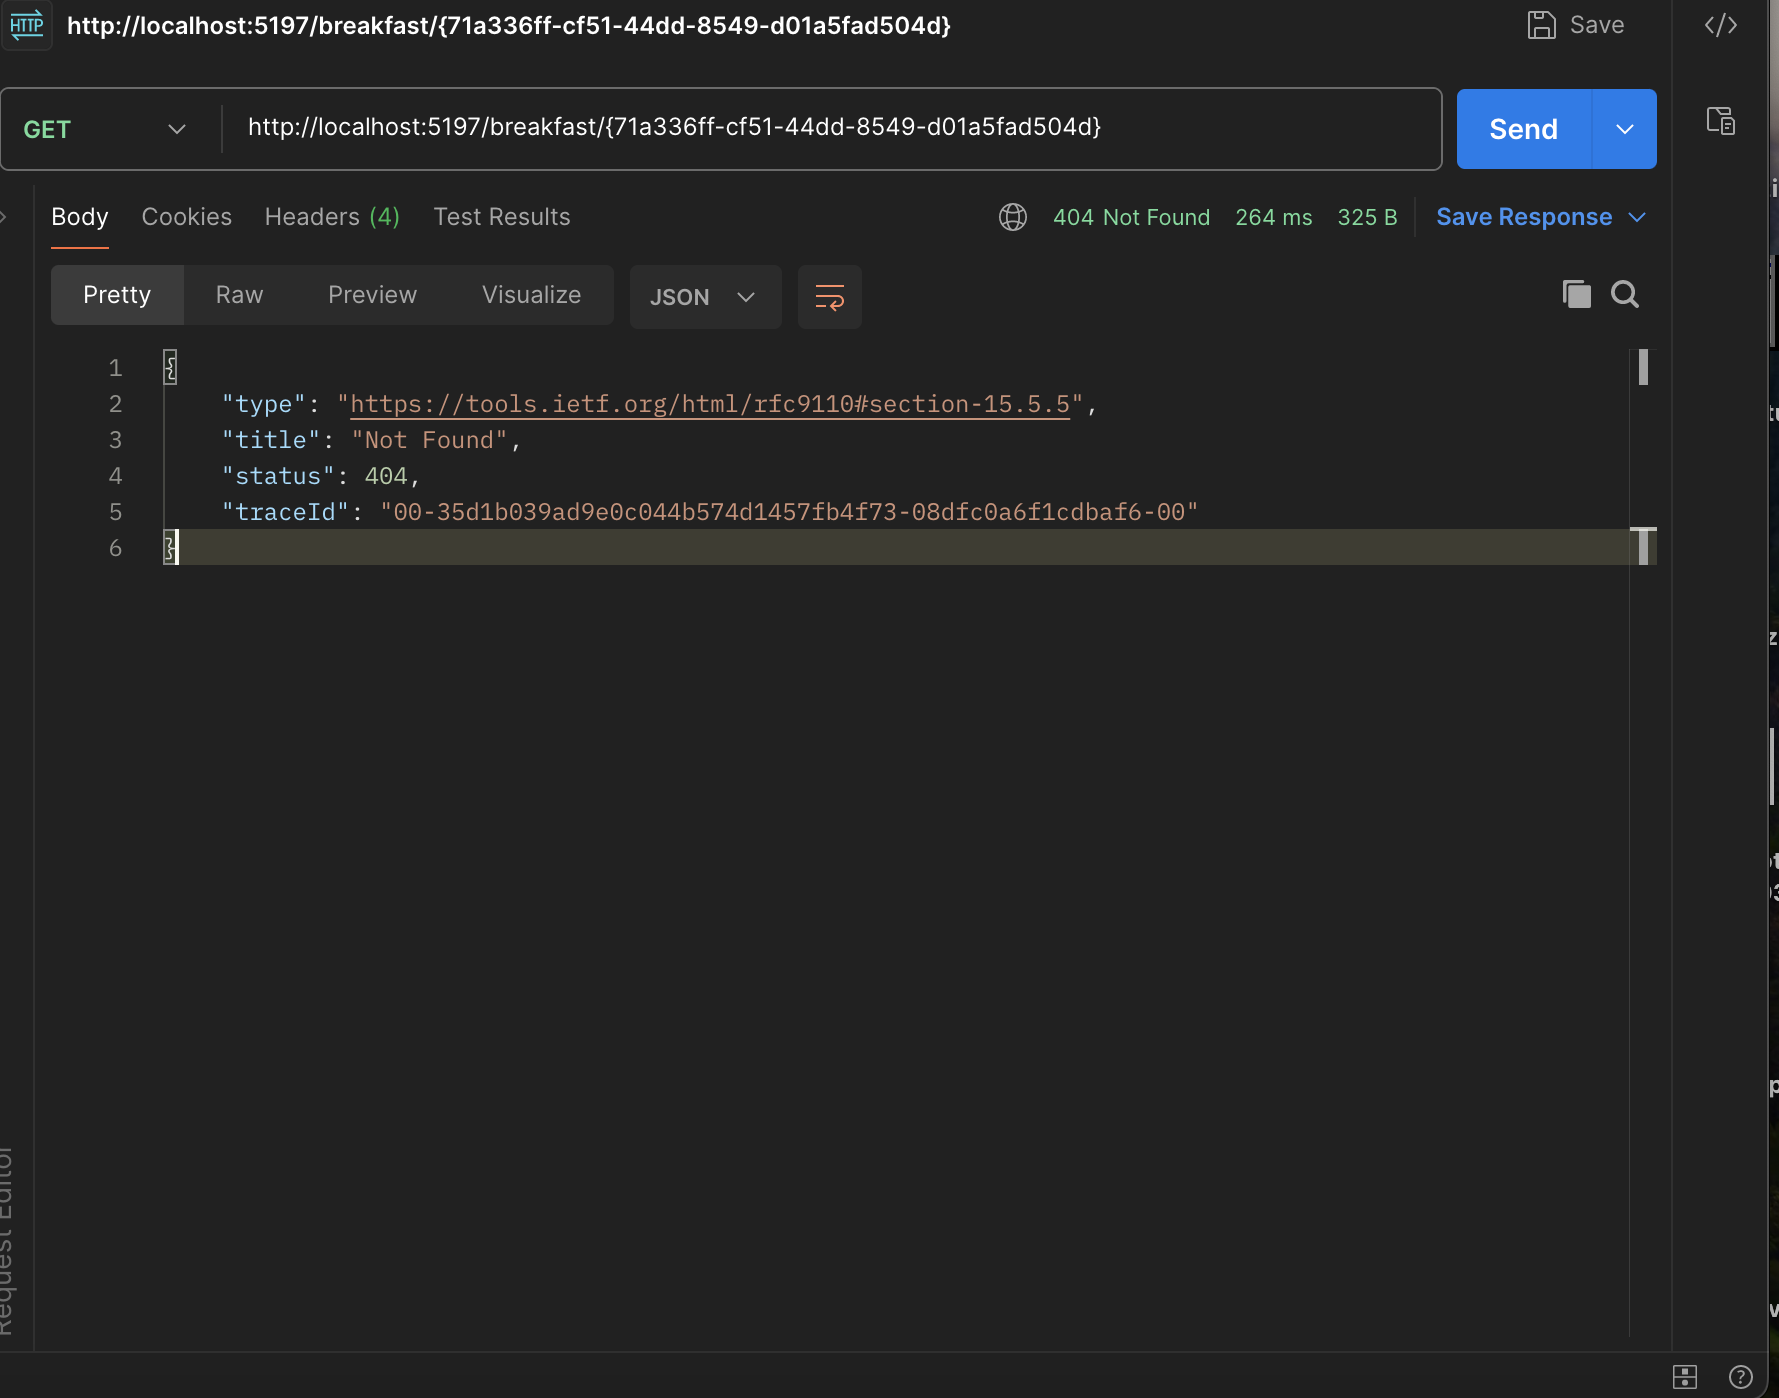 HTTP http://localhost:5197/breakfast/{71a336ff-cf51-44dd-8549-d01a5fad504d} Save
GET http://localhost:5197/breakfast/{71a336ff-cf51-44dd-8549-d01a5fad504d} Send
Body Cookies Headers (4) Test Results 404 Not Found 264 ms 325 B Save Response
Pretty Raw Preview Visualize JSON
1 {
2 "type": "https://tools.ietf.org/html/rfc9110#section-15.5.5",
3 "title": "Not Found",
4 "status": 404,
5 "traceId": "00-35d1b039ad9e0c044b574d1457fb4f73-08dfc0a6f1cdbaf6-00"
6 }
Request Editor